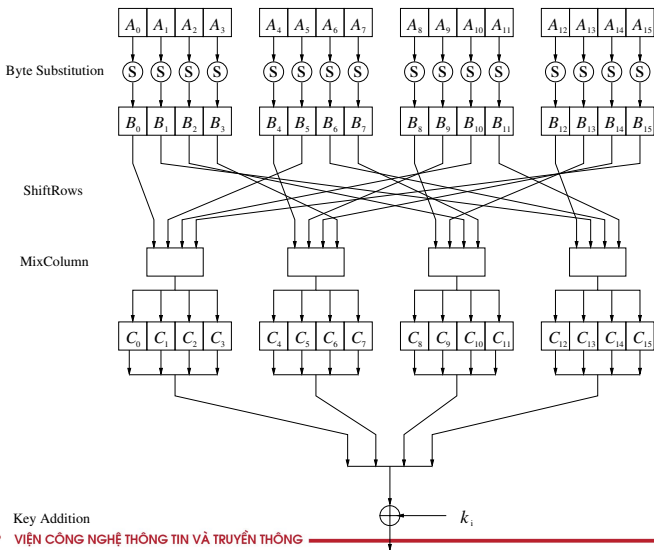 A₀ A₁ A₂ A₃ A₄ A₅ A₆ A₇ A₈ A₉ A₁₀ A₁₁ A₁₂ A₁₃ A₁₄ A₁₅
Byte Substitution S S S S S S S S S S S S S S S S
B₀ B₁ B₂ B₃ B₄ B₅ B₆ B₇ B₈ B₉ B₁₀ B₁₁ B₁₂ B₁₃ B₁₄ B₁₅
ShiftRows
MixColumn
C₀ C₁ C₂ C₃ C₄ C₅ C₆ C₇ C₈ C₉ C₁₀ C₁₁ C₁₂ C₁₃ C₁₄ C₁₅
Key Addition kᵢ
VIỆN CÔNG NGHỆ THÔNG TIN VÀ TRUYỀN THÔNG